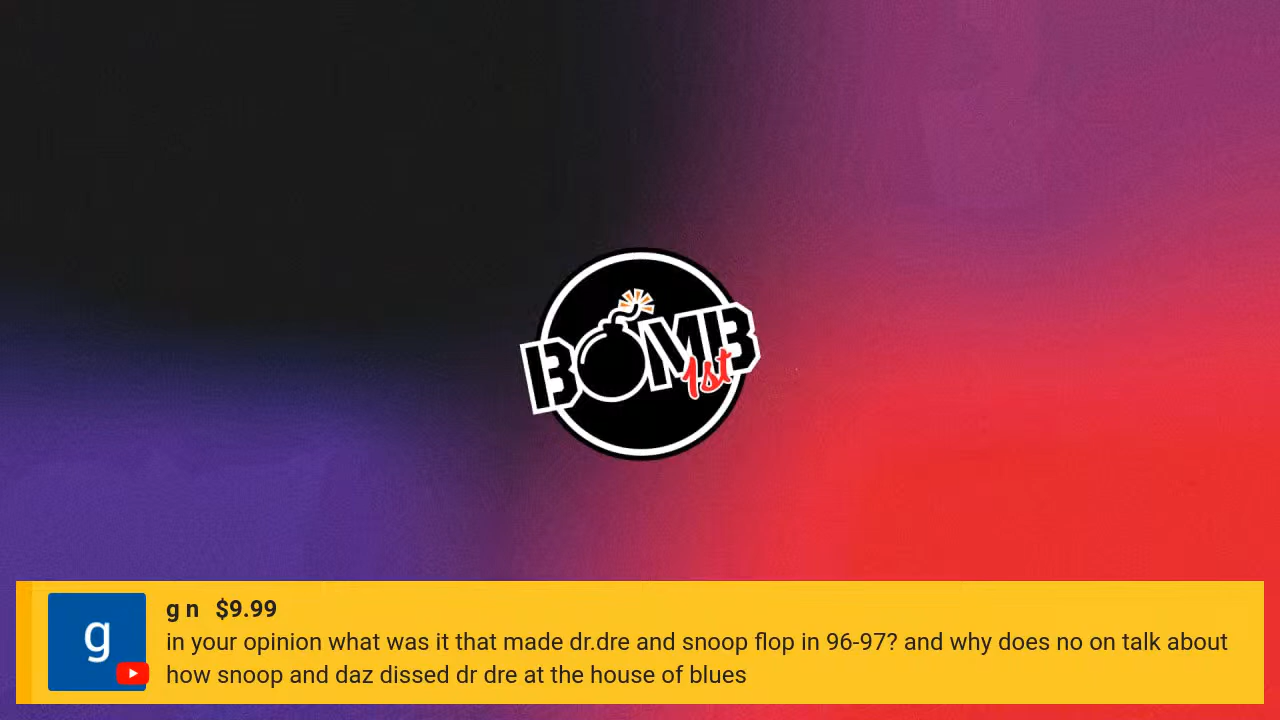 BOMB
1st
g n $9.99
in your opinion what was it that made dr.dre and snoop flop in 96-97? and why does no on talk about
how snoop and daz dissed dr dre at the house of blues
g